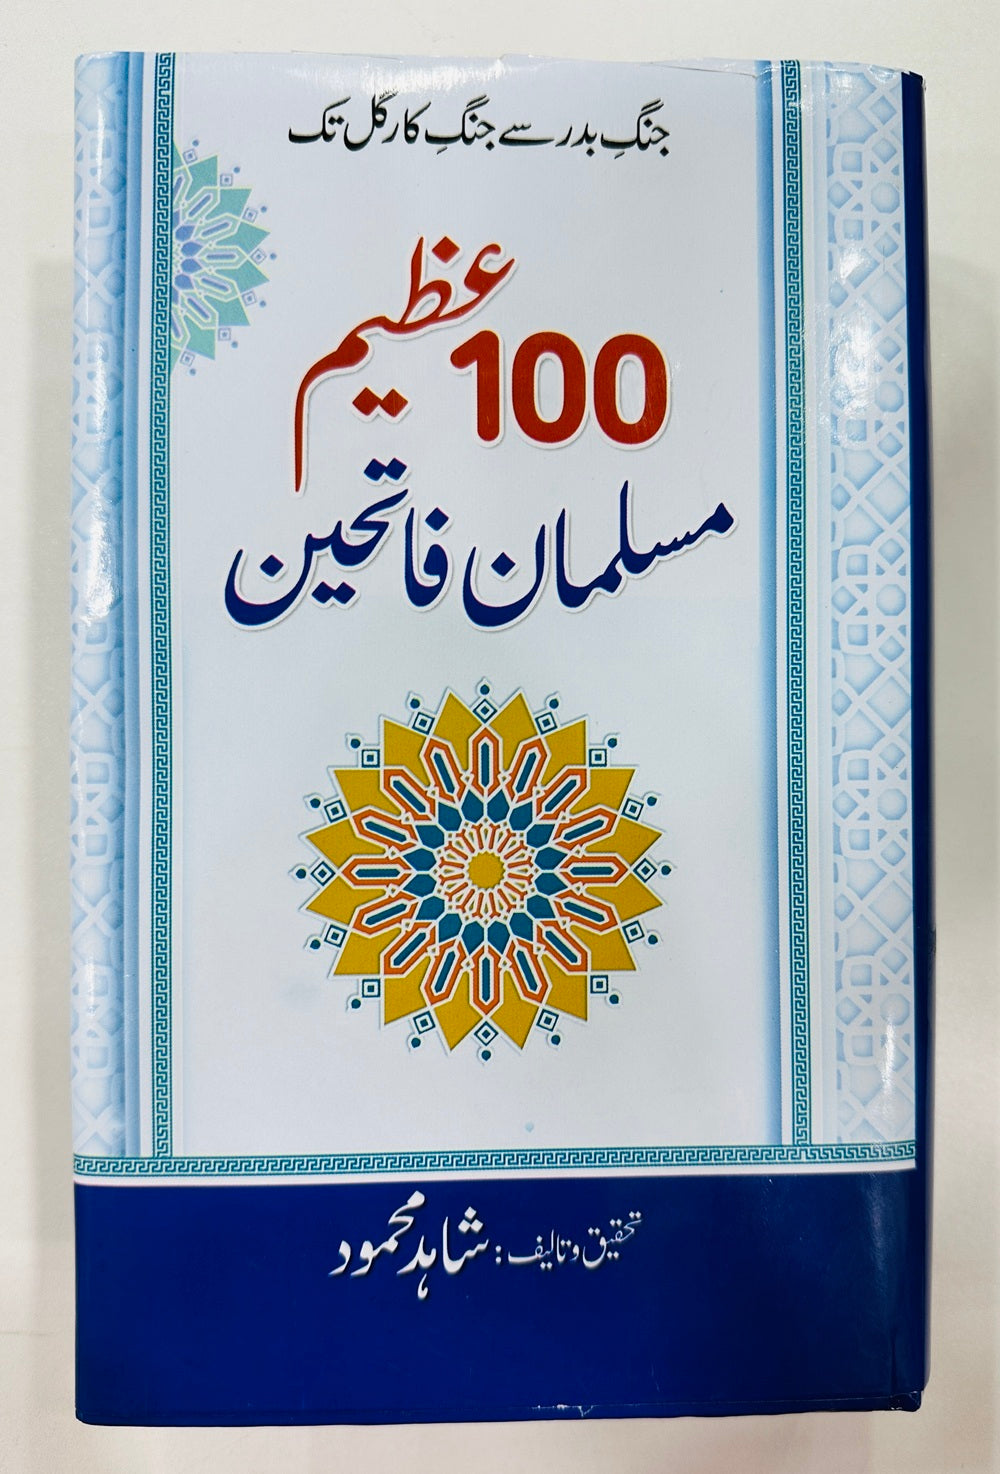 جنگِ بدر سے جنگِ کارگل تک
100 عظیم
مسلمان فاتحین
تحقیق و تالیف : شاہد محمود